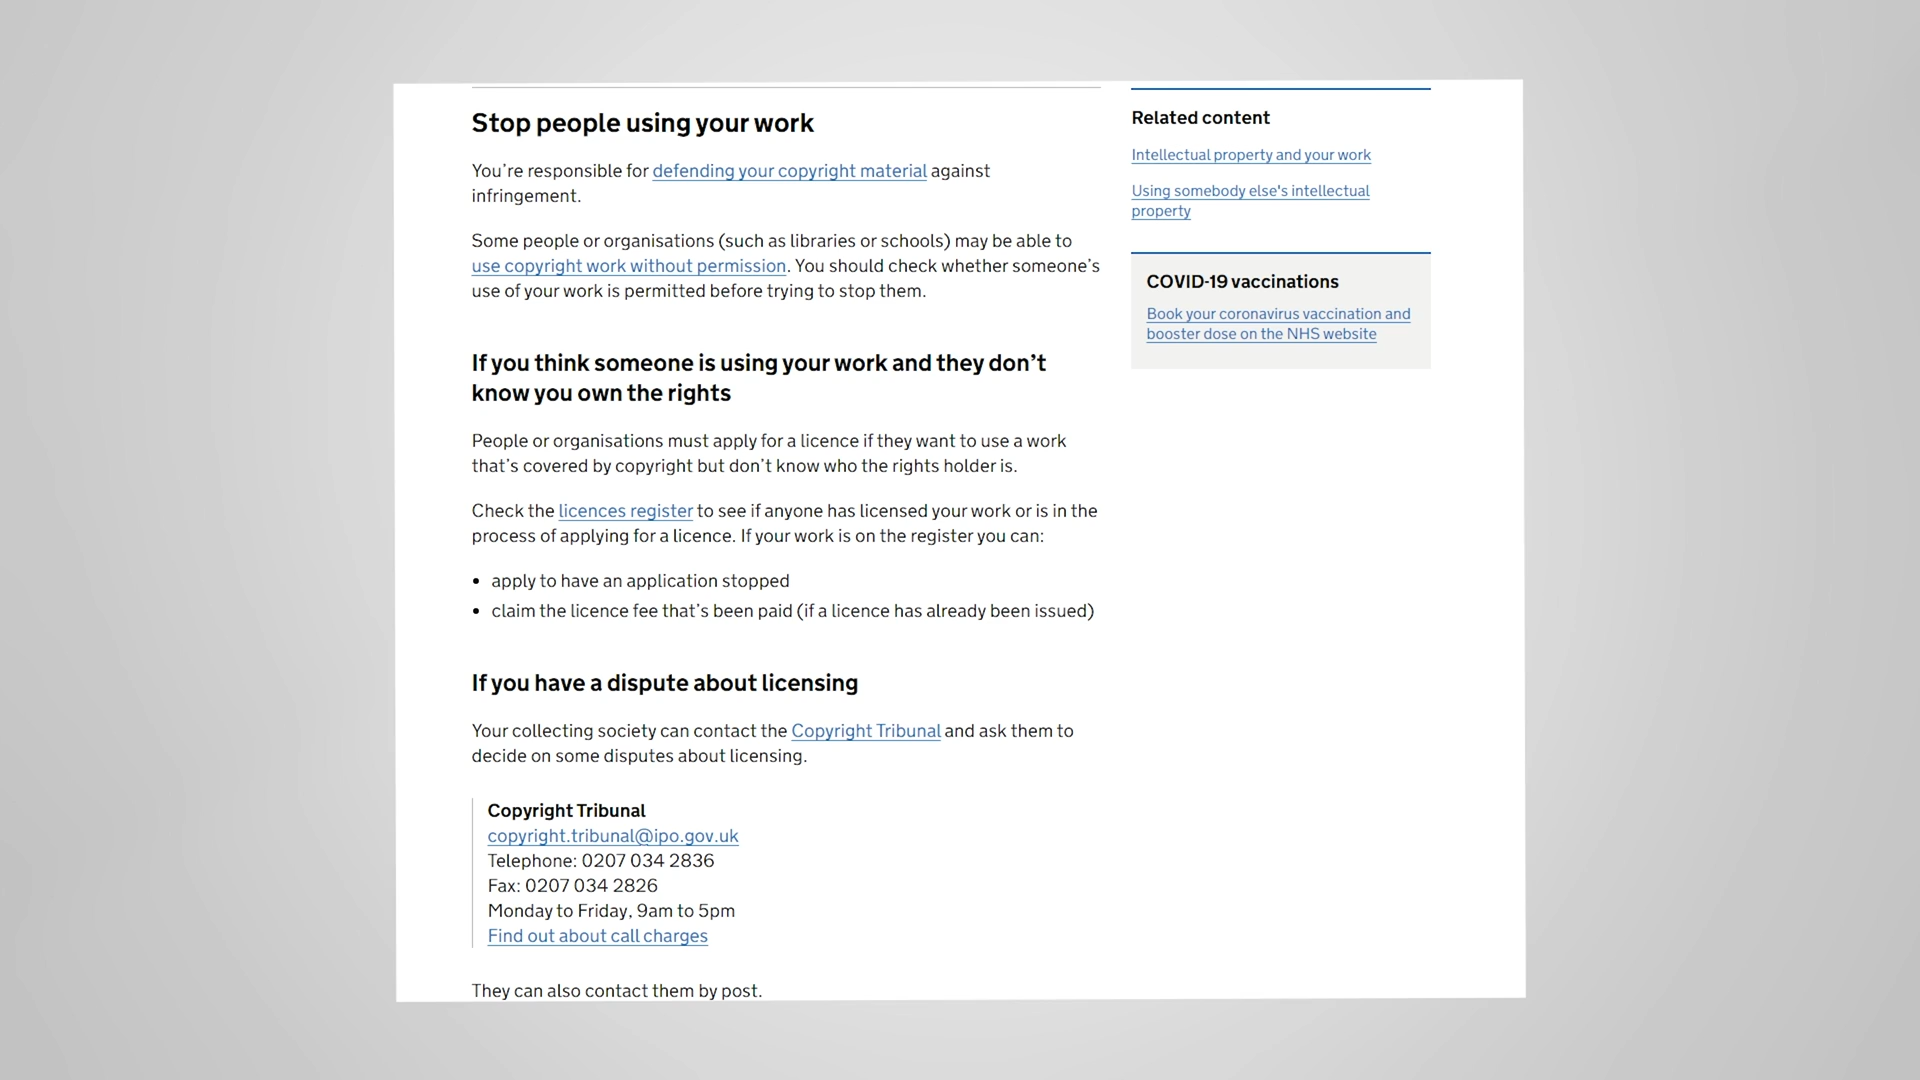 Stop people using your work
You're responsible for defending your copyright material against
infringement.
Some people or organisations (such as libraries or schools) may be able to
use copyright work without permission. You should check whether someone's
use of your work is permitted before trying to stop them.
If you think someone is using your work and they don't
know you own the rights
People or organisations must apply for a licence if they want to use a work
that's covered by copyright but don't know who the rights holder is.
Check the licences register to see if anyone has licensed your work or is in the
process of applying for a licence. If your work is on the register you can:
• apply to have an application stopped
• claim the licence fee that's been paid (if a licence has already been issued)
If you have a dispute about licensing
Your collecting society can contact the Copyright Tribunal and ask them to
decide on some disputes about licensing.
Copyright Tribunal
copyright.tribunal@ipo.gov.uk
Telephone: 0207 034 2836
Fax: 0207 034 2826
Monday to Friday, 9am to 5pm
Find out about call charges
They can also contact them by post.
Related content
Intellectual property and your work
Using somebody else's intellectual
property
COVID-19 vaccinations
Book your coronavirus vaccination and
booster dose on the NHS website